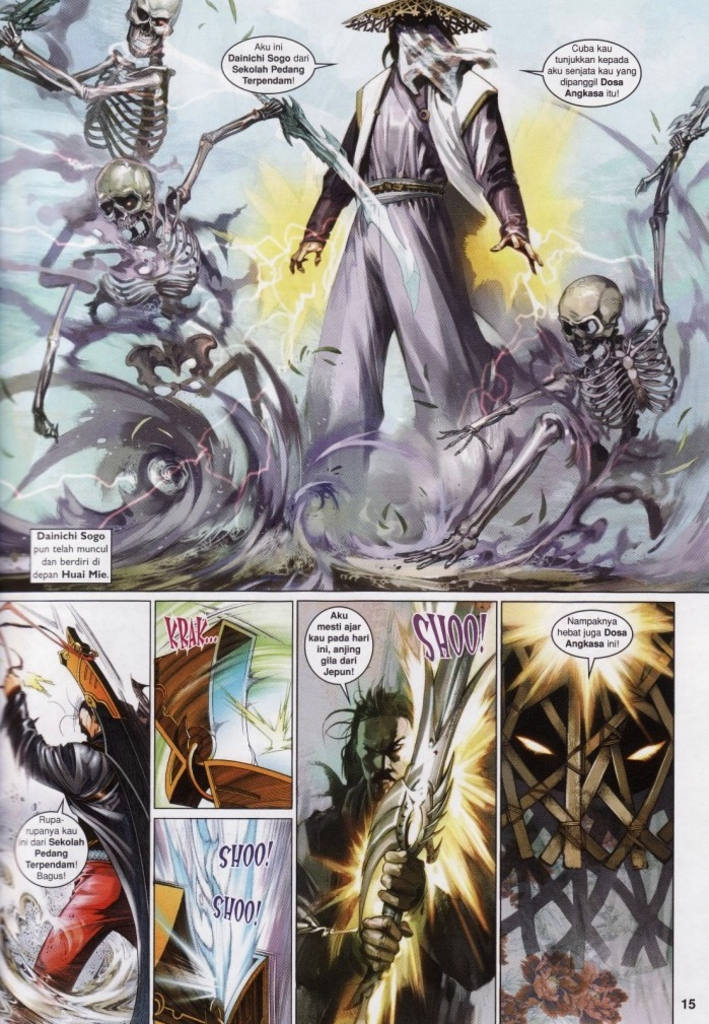 Aku ini
Dainichi Sogo dari
Sekolah Pedang
Terpendam!
Cuba kau
tunjukkan kepada
aku senjata kau yang
dipanggil Dosa
Angkasa itu!
Dainichi Sogo
pun telah muncul
dan berdiri di
depan Huai Mie.
Rupa-
rupanya kau
ini dari Sekolah
Pedang
Terpendam!
Bagus!
KRAK...
SHOO!
SHOO!
Aku
mesti ajar
kau pada hari
ini, anjing
gila dari
Jepun!
SHOO!
Nampaknya
hebat juga Dosa
Angkasa ini!
15